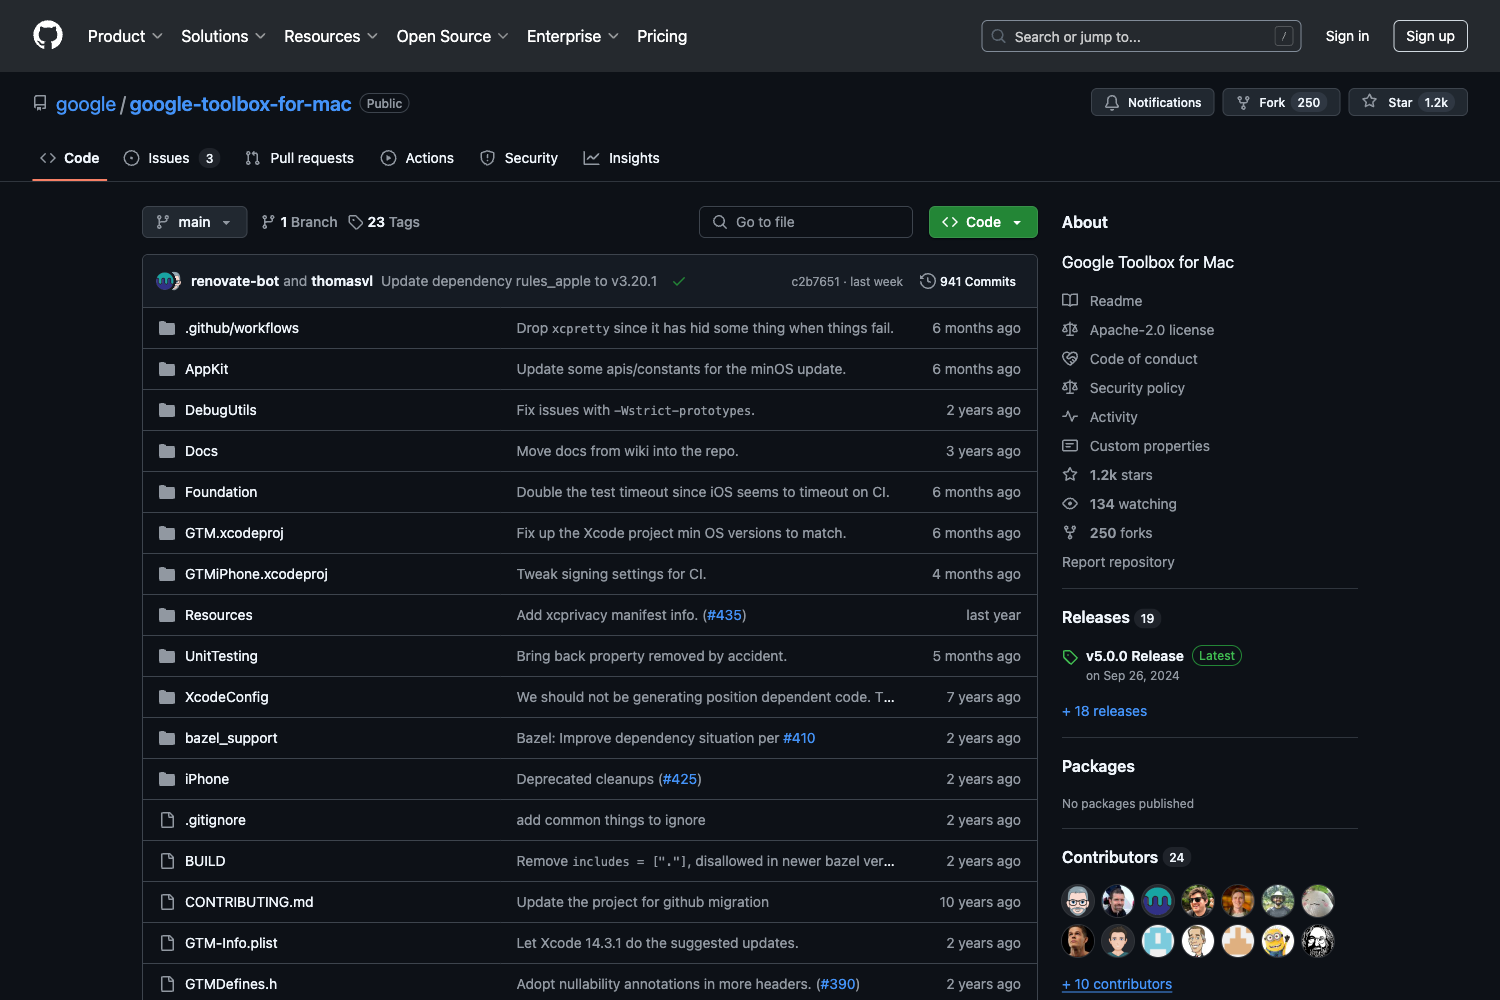 Product Solutions Resources Open Source Enterprise Pricing Search or jump to... / Sign in Sign up
google / google-toolbox-for-mac Public Notifications Fork 250 Star 1.2k
Code Issues 3 Pull requests Actions Security Insights
main 1 Branch 23 Tags Go to file Code
renovate-bot and thomasvl Update dependency rules_apple to v3.20.1 c2b7651 · last week 941 Commits
.github/workflows Drop xcpretty since it has hid some thing when things fail. 6 months ago
AppKit Update some apis/constants for the minOS update. 6 months ago
DebugUtils Fix issues with -Wstrict-prototypes. 2 years ago
Docs Move docs from wiki into the repo. 3 years ago
Foundation Double the test timeout since iOS seems to timeout on CI. 6 months ago
GTM.xcodeproj Fix up the Xcode project min OS versions to match. 6 months ago
GTMiPhone.xcodeproj Tweak signing settings for CI. 4 months ago
Resources Add xcprivacy manifest info. (#435) last year
UnitTesting Bring back property removed by accident. 5 months ago
XcodeConfig We should not be generating position dependent code. T... 7 years ago
bazel_support Bazel: Improve dependency situation per #410 2 years ago
iPhone Deprecated cleanups (#425) 2 years ago
.gitignore add common things to ignore 2 years ago
BUILD Remove includes = ["."], disallowed in newer bazel ver... 2 years ago
CONTRIBUTING.md Update the project for github migration 10 years ago
GTM-Info.plist Let Xcode 14.3.1 do the suggested updates. 2 years ago
GTMDefines.h Adopt nullability annotations in more headers. (#390) 2 years ago
About
Google Toolbox for Mac
Readme
Apache-2.0 license
Code of conduct
Security policy
Activity
Custom properties
1.2k stars
134 watching
250 forks
Report repository
Releases 19
v5.0.0 Release Latest
on Sep 26, 2024
+ 18 releases
Packages
No packages published
Contributors 24
+ 10 contributors